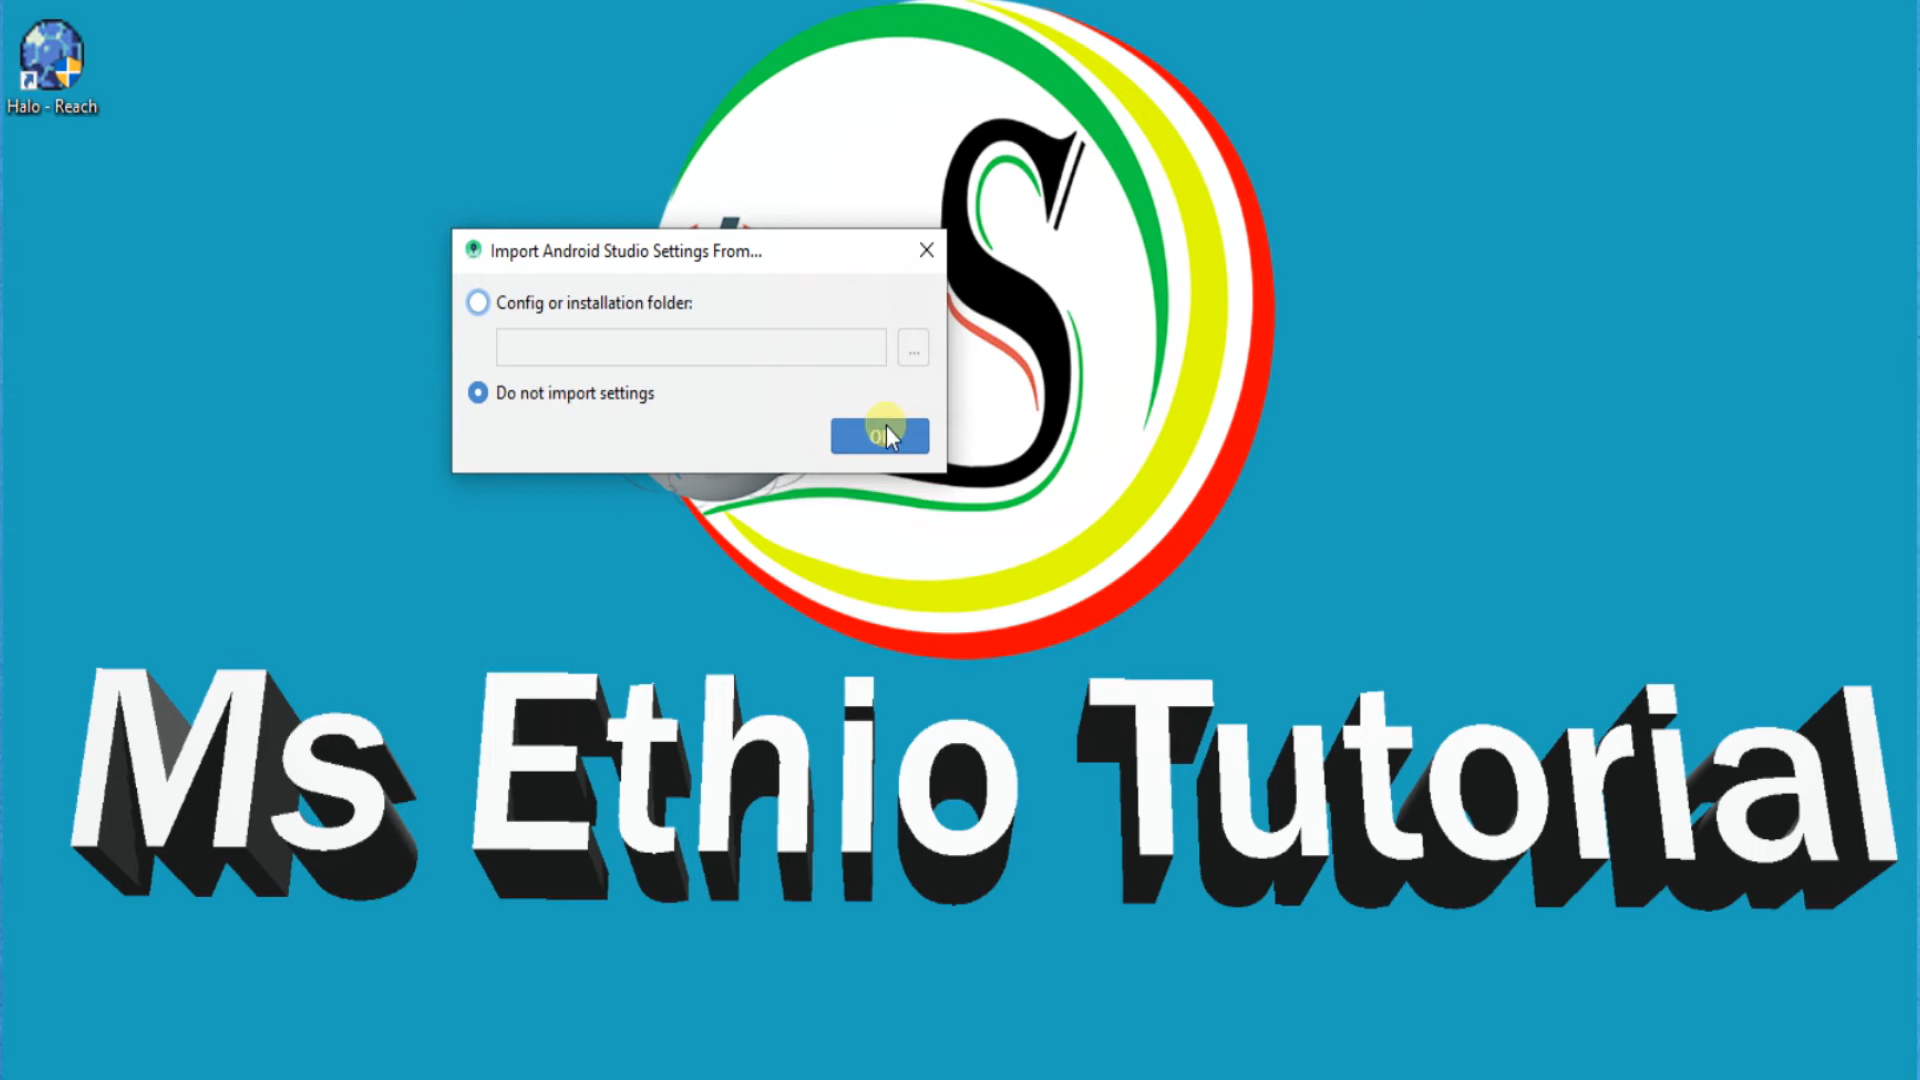 Halo - Reach
S
Import Android Studio Settings From...
Config or installation folder:
...
Do not import settings
Ms Ethio Tutorial